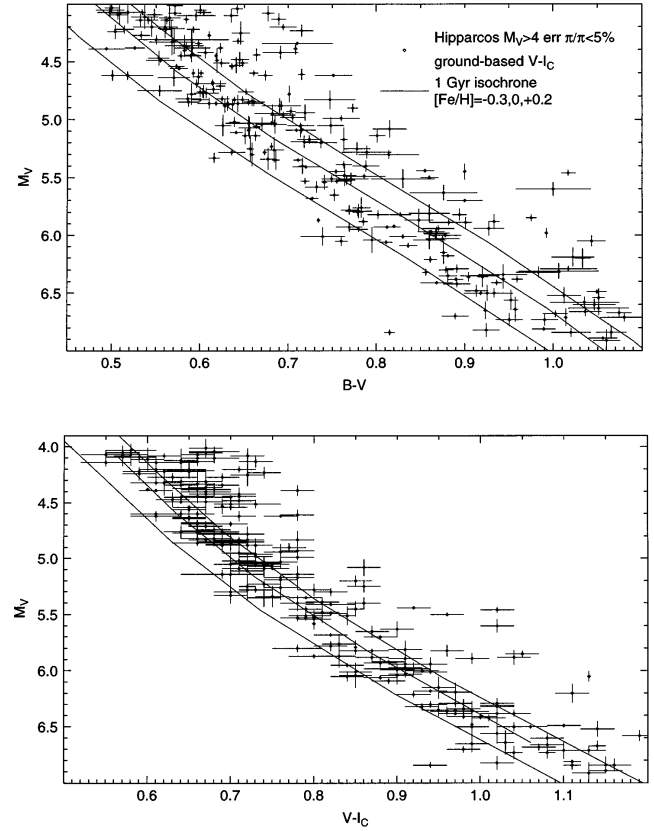 Hipparcos M_V>4 err π/π<5%
ground-based V-I_C
1 Gyr isochrone
[Fe/H]=-0.3,0,+0.2
4.5
5.0
5.5
6.0
6.5
M_V
0.5 0.6 0.7 0.8 0.9 1.0
B-V
4.0
4.5
5.0
5.5
6.0
6.5
M_V
0.6 0.7 0.8 0.9 1.0 1.1
V-I_C